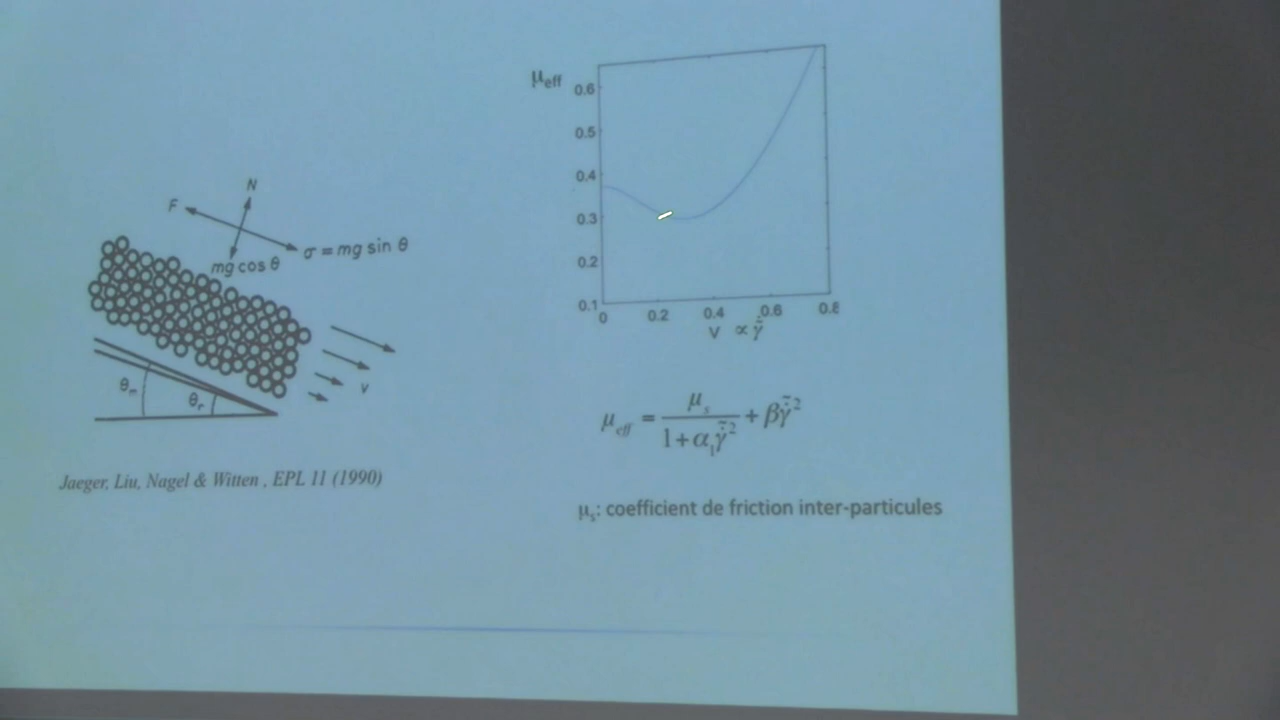 N
F
σ = mg sin θ
mg cos θ
v
θm
θr
Jaeger, Liu, Nagel & Witten , EPL 11 (1990)
μeff
0.6
0.5
0.4
0.3
0.2
0.1
0 0.2 0.4 0.6 0.8
V ∝ γ̇
μeff = μs / (1+α₁γ̄̇²) + βγ̄̇²
μs: coefficient de friction inter-particules